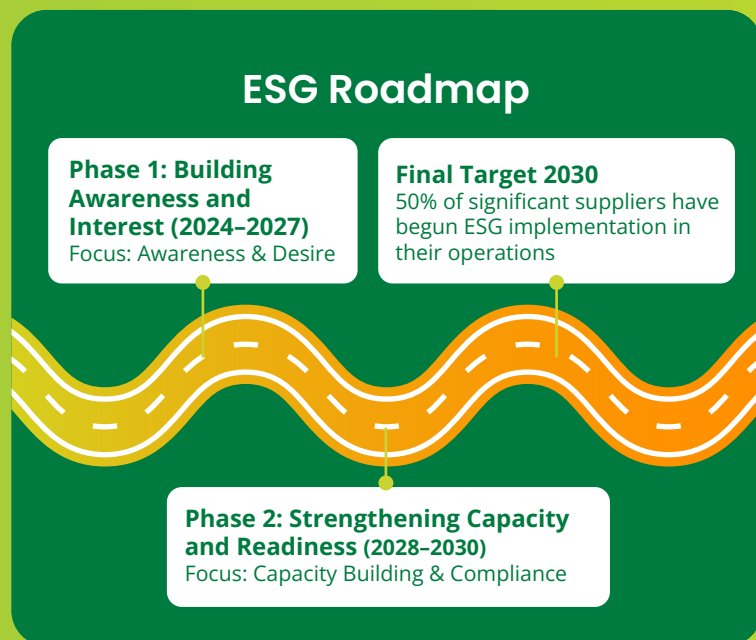 ESG Roadmap
Phase 1: Building
Awareness and
Interest (2024–2027)
Focus: Awareness & Desire
Final Target 2030
50% of significant suppliers have
begun ESG implementation in
their operations
Phase 2: Strengthening Capacity
and Readiness (2028–2030)
Focus: Capacity Building & Compliance